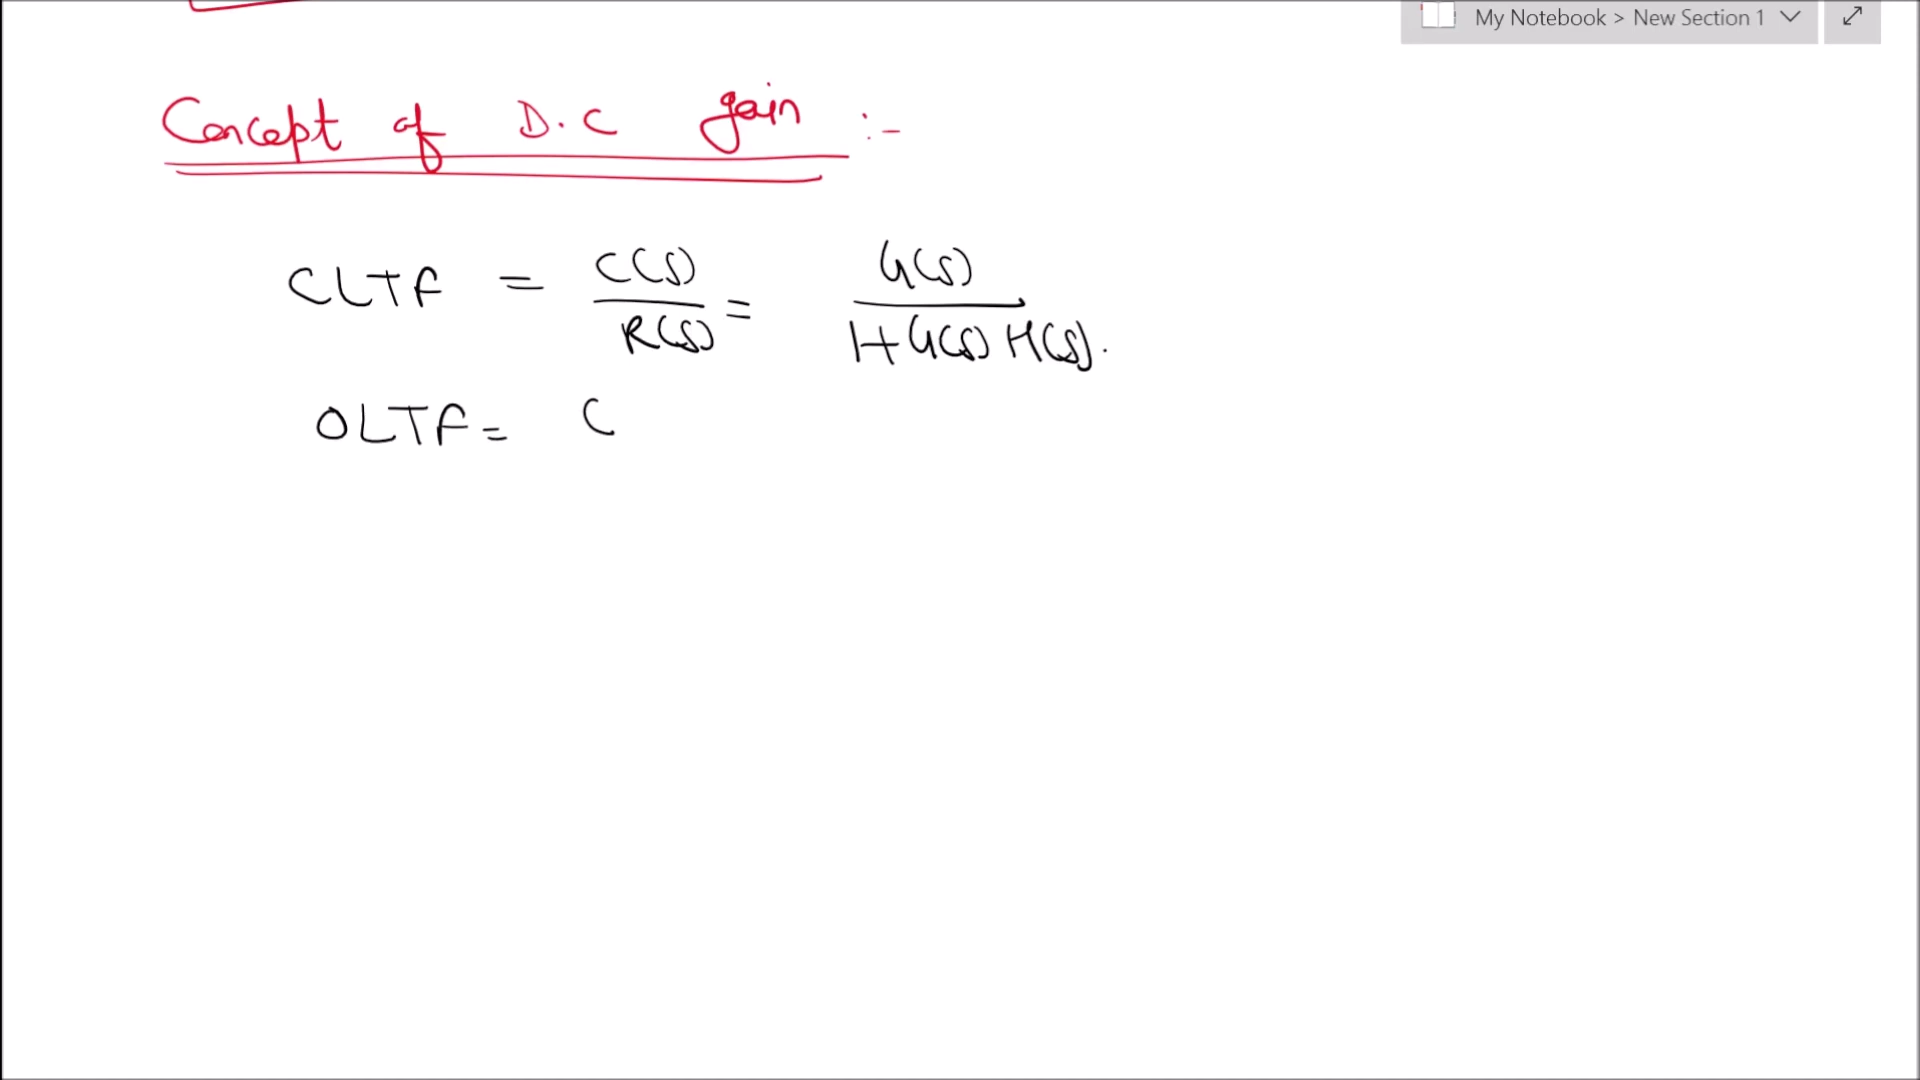 My Notebook > New Section 1
Concept of D.C gain :-
CLTF = C(s)/R(s) = G(s)/1+G(s)H(s).
OLTF = C